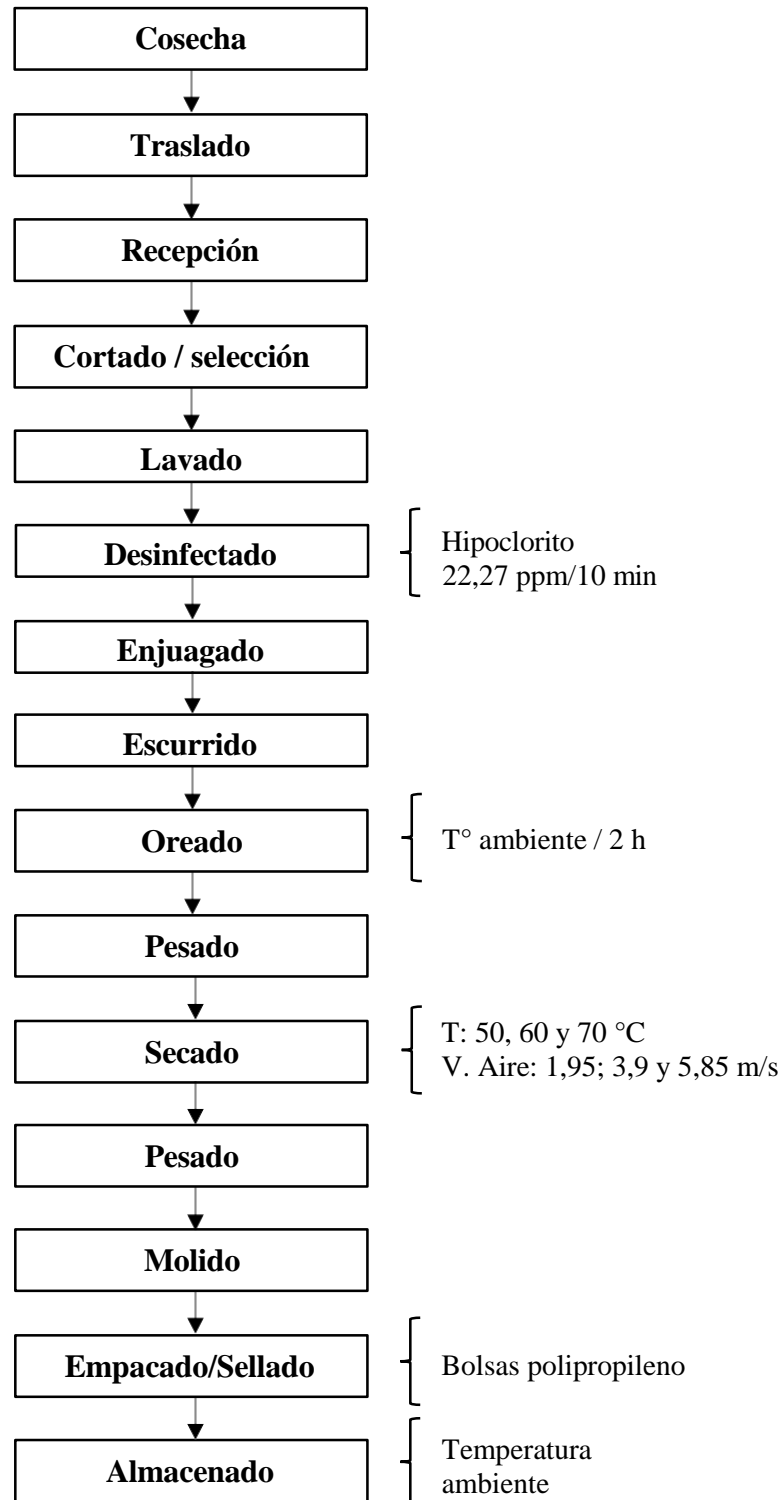 Cosecha
Traslado
Recepción
Cortado / selección
Lavado
Desinfectado
Hipoclorito
22,27 ppm/10 min
Enjuagado
Escurrido
Oreado
T° ambiente / 2 h
Pesado
Secado
T: 50, 60 y 70 °C
V. Aire: 1,95; 3,9 y 5,85 m/s
Pesado
Molido
Empacado/Sellado
Bolsas polipropileno
Almacenado
Temperatura
ambiente